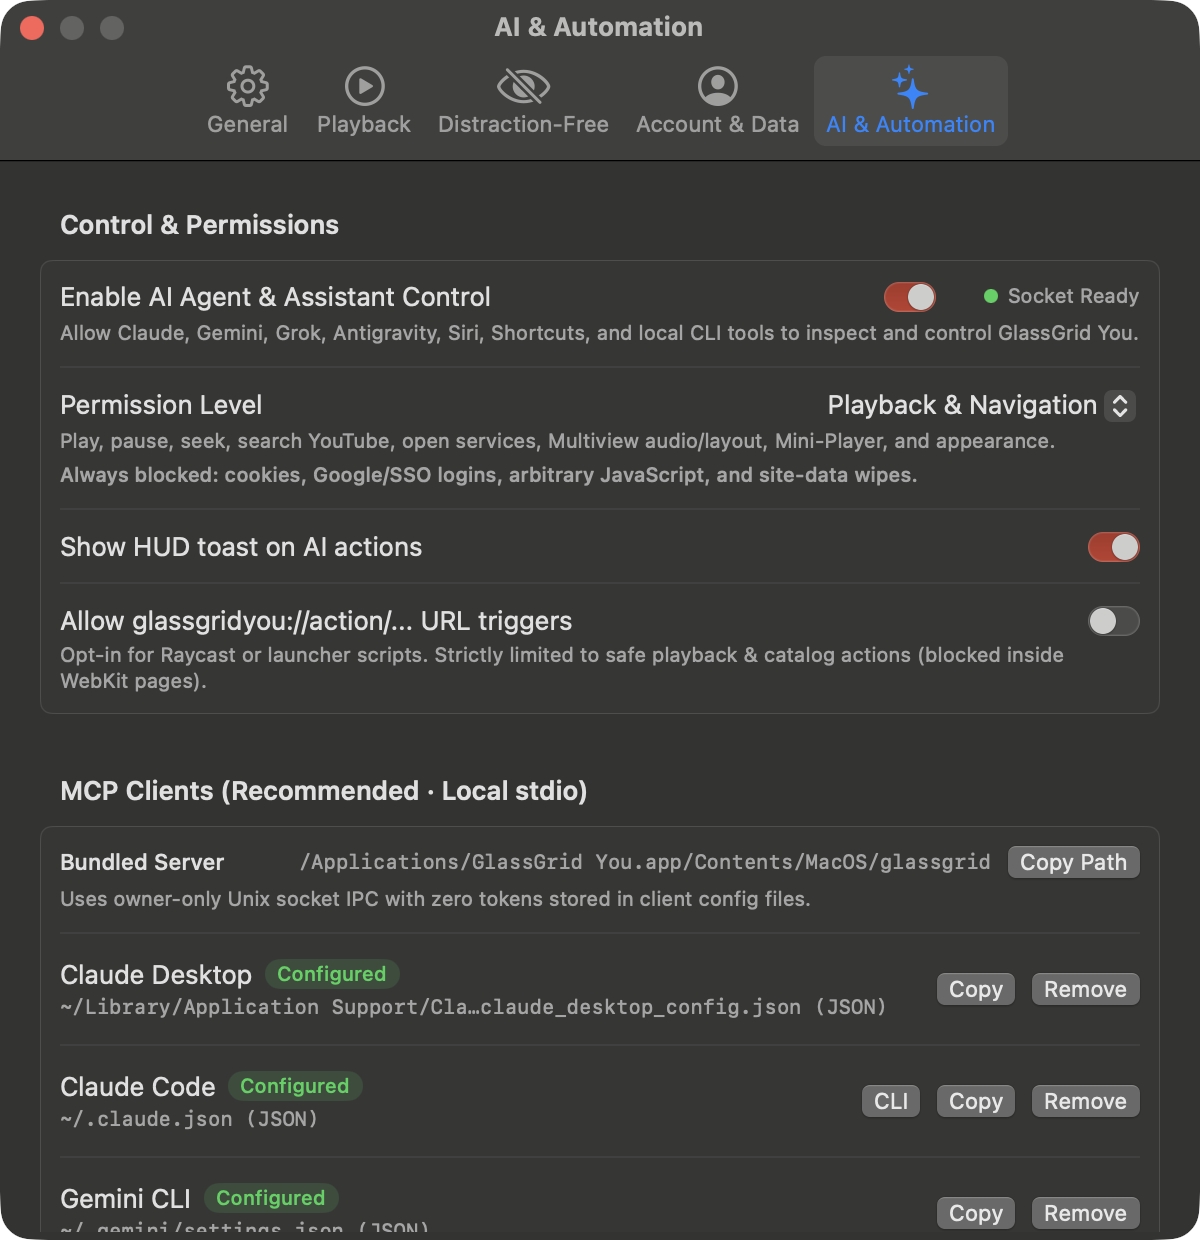 AI & Automation
General
Playback
Distraction-Free
Account & Data
AI & Automation
Control & Permissions
Enable AI Agent & Assistant Control
Socket Ready
Allow Claude, Gemini, Grok, Antigravity, Siri, Shortcuts, and local CLI tools to inspect and control GlassGrid You.
Permission Level
Playback & Navigation
Play, pause, seek, search YouTube, open services, Multiview audio/layout, Mini-Player, and appearance.
Always blocked: cookies, Google/SSO logins, arbitrary JavaScript, and site-data wipes.
Show HUD toast on AI actions
Allow glassgridyou://action/... URL triggers
Opt-in for Raycast or launcher scripts. Strictly limited to safe playback & catalog actions (blocked inside
WebKit pages).
MCP Clients (Recommended · Local stdio)
Bundled Server
/Applications/GlassGrid You.app/Contents/MacOS/glassgrid
Copy Path
Uses owner-only Unix socket IPC with zero tokens stored in client config files.
Claude Desktop
Configured
~/Library/Application Support/Cla…claude_desktop_config.json (JSON)
Copy
Remove
Claude Code
Configured
~/.claude.json (JSON)
CLI
Copy
Remove
Gemini CLI
Configured
~/.gemini/settings.json (JSON)
Copy
Remove